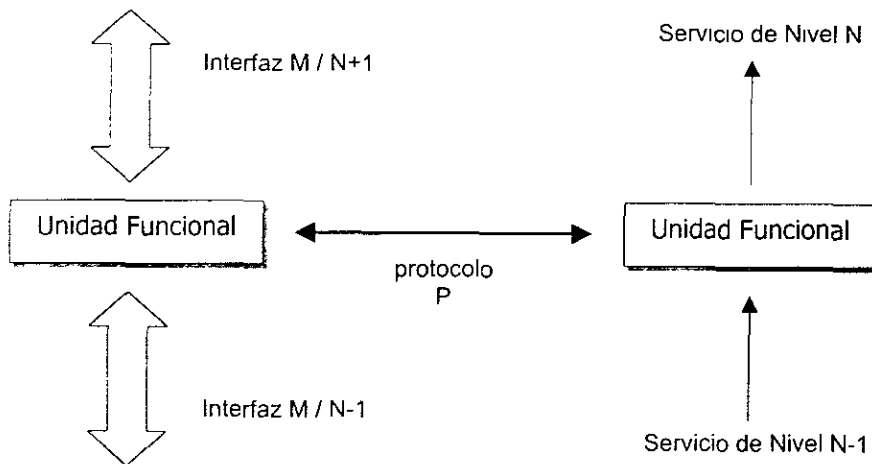 Servicio de Nivel N
Interfaz M / N+1
Unidad Funcional
Unidad Funcional
protocolo
P
Interfaz M / N-1
Servicio de Nivel N-1